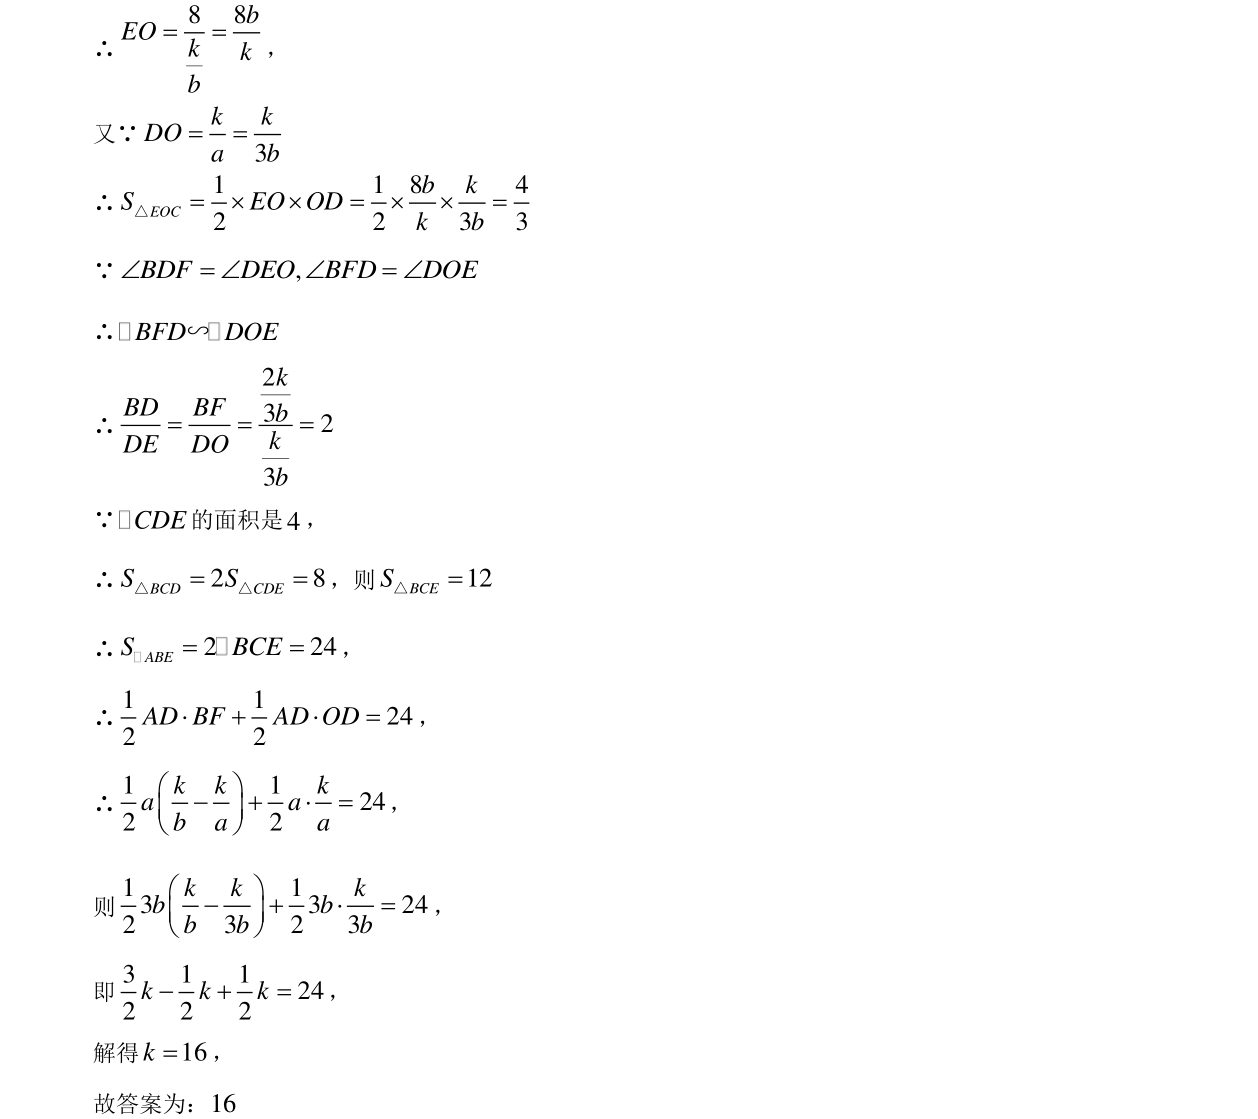 ∴ EO = 8/(k/b) = 8b/k ，
又∵ DO = k/a = k/3b
∴ S△EOC = 1/2 × EO × OD = 1/2 × 8b/k × k/3b = 4/3
∵ ∠BDF = ∠DEO, ∠BFD = ∠DOE
∴ □BFD∽□DOE
∴ BD/DE = BF/DO = (2k/3b)/(k/3b) = 2
∵ □CDE 的面积是 4 ，
∴ S△BCD = 2S△CDE = 8 ，则 S△BCE = 12
∴ S□ABE = 2□BCE = 24 ，
∴ 1/2 AD·BF + 1/2 AD·OD = 24 ，
∴ 1/2 a(k/b − k/a) + 1/2 a·k/a = 24 ，
则 1/2 3b(k/b − k/3b) + 1/2 3b·k/3b = 24 ，
即 3/2 k − 1/2 k + 1/2 k = 24 ，
解得 k = 16 ，
故答案为：16